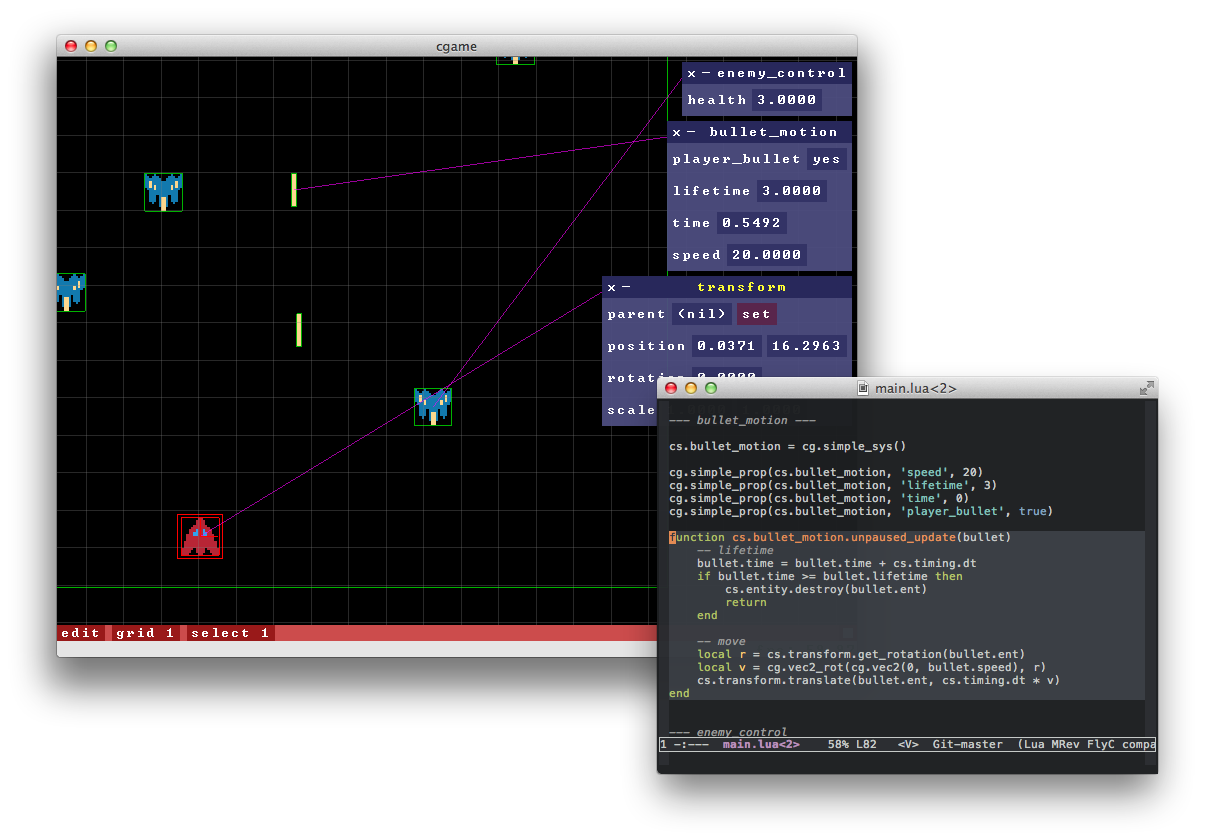 cgame
x – enemy_control
health 3.0000
x – bullet_motion
player_bullet yes
lifetime 3.0000
time 0.5492
speed 20.0000
x – transform
parent (nil) set
position 0.0371 16.2963
rotation 0.0000
scale
edit grid 1 select 1
main.lua<2>
--- bullet_motion ---
cs.bullet_motion = cg.simple_sys()
cg.simple_prop(cs.bullet_motion, 'speed', 20)
cg.simple_prop(cs.bullet_motion, 'lifetime', 3)
cg.simple_prop(cs.bullet_motion, 'time', 0)
cg.simple_prop(cs.bullet_motion, 'player_bullet', true)
function cs.bullet_motion.unpaused_update(bullet)
    -- lifetime
    bullet.time = bullet.time + cs.timing.dt
    if bullet.time >= bullet.lifetime then
        cs.entity.destroy(bullet.ent)
        return
    end
    -- move
    local r = cs.transform.get_rotation(bullet.ent)
    local v = cg.vec2_rot(cg.vec2(0, bullet.speed), r)
    cs.transform.translate(bullet.ent, cs.timing.dt * v)
end
--- enemy_control
1 -:--- main.lua<2> 58% L82 <V> Git-master (Lua MRev FlyC compa